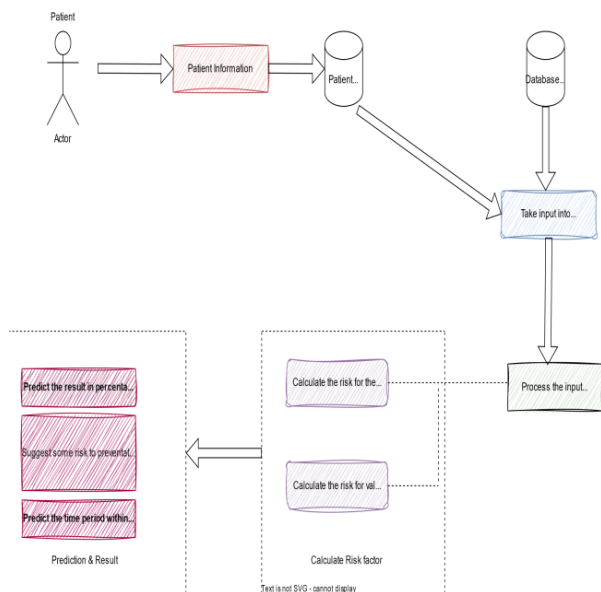 Patient
Patient Information
Patient...
Database...
Actor
Take input into...
Predict the result in percenta...
Calculate the risk for the...
Process the input...
Suggest some risk to preventat...
Calculate the risk for val...
Predict the time period within...
Prediction & Result
Calculate Risk factor
Text is not SVG - cannot display